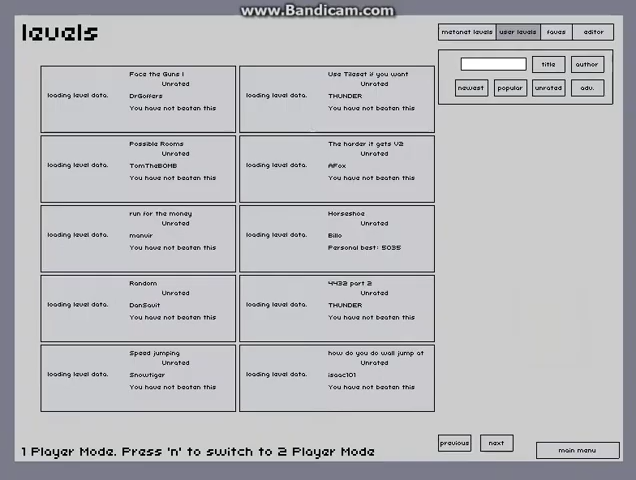 www.Bandicam.com
levels
metanet levels
user levels
faves
editor
title
author
newest
popular
unrated
adv.
Face the Guns I
Unrated
loading level data.
DrGoffers
You have not beaten this
Use Tileset if you want
Unrated
loading level data.
THUNDER
You have not beaten this
Possible Rooms
Unrated
loading level data.
TomTheBOMB
You have not beaten this
The harder it gets V2
Unrated
loading level data.
AFox
You have not beaten this
run for the money
Unrated
loading level data.
manvir
You have not beaten this
Horseshoe
Unrated
loading level data.
Billo
Personal best: 5035
Random
Unrated
loading level data.
DanSauit
You have not beaten this
4432 part 2
Unrated
loading level data.
THUNDER
You have not beaten this
Speed jumping
Unrated
loading level data.
Snowtiger
You have not beaten this
how do you do wall jump at
Unrated
loading level data.
isaac101
You have not beaten this
previous
next
main menu
1 Player Mode. Press 'n' to switch to 2 Player Mode